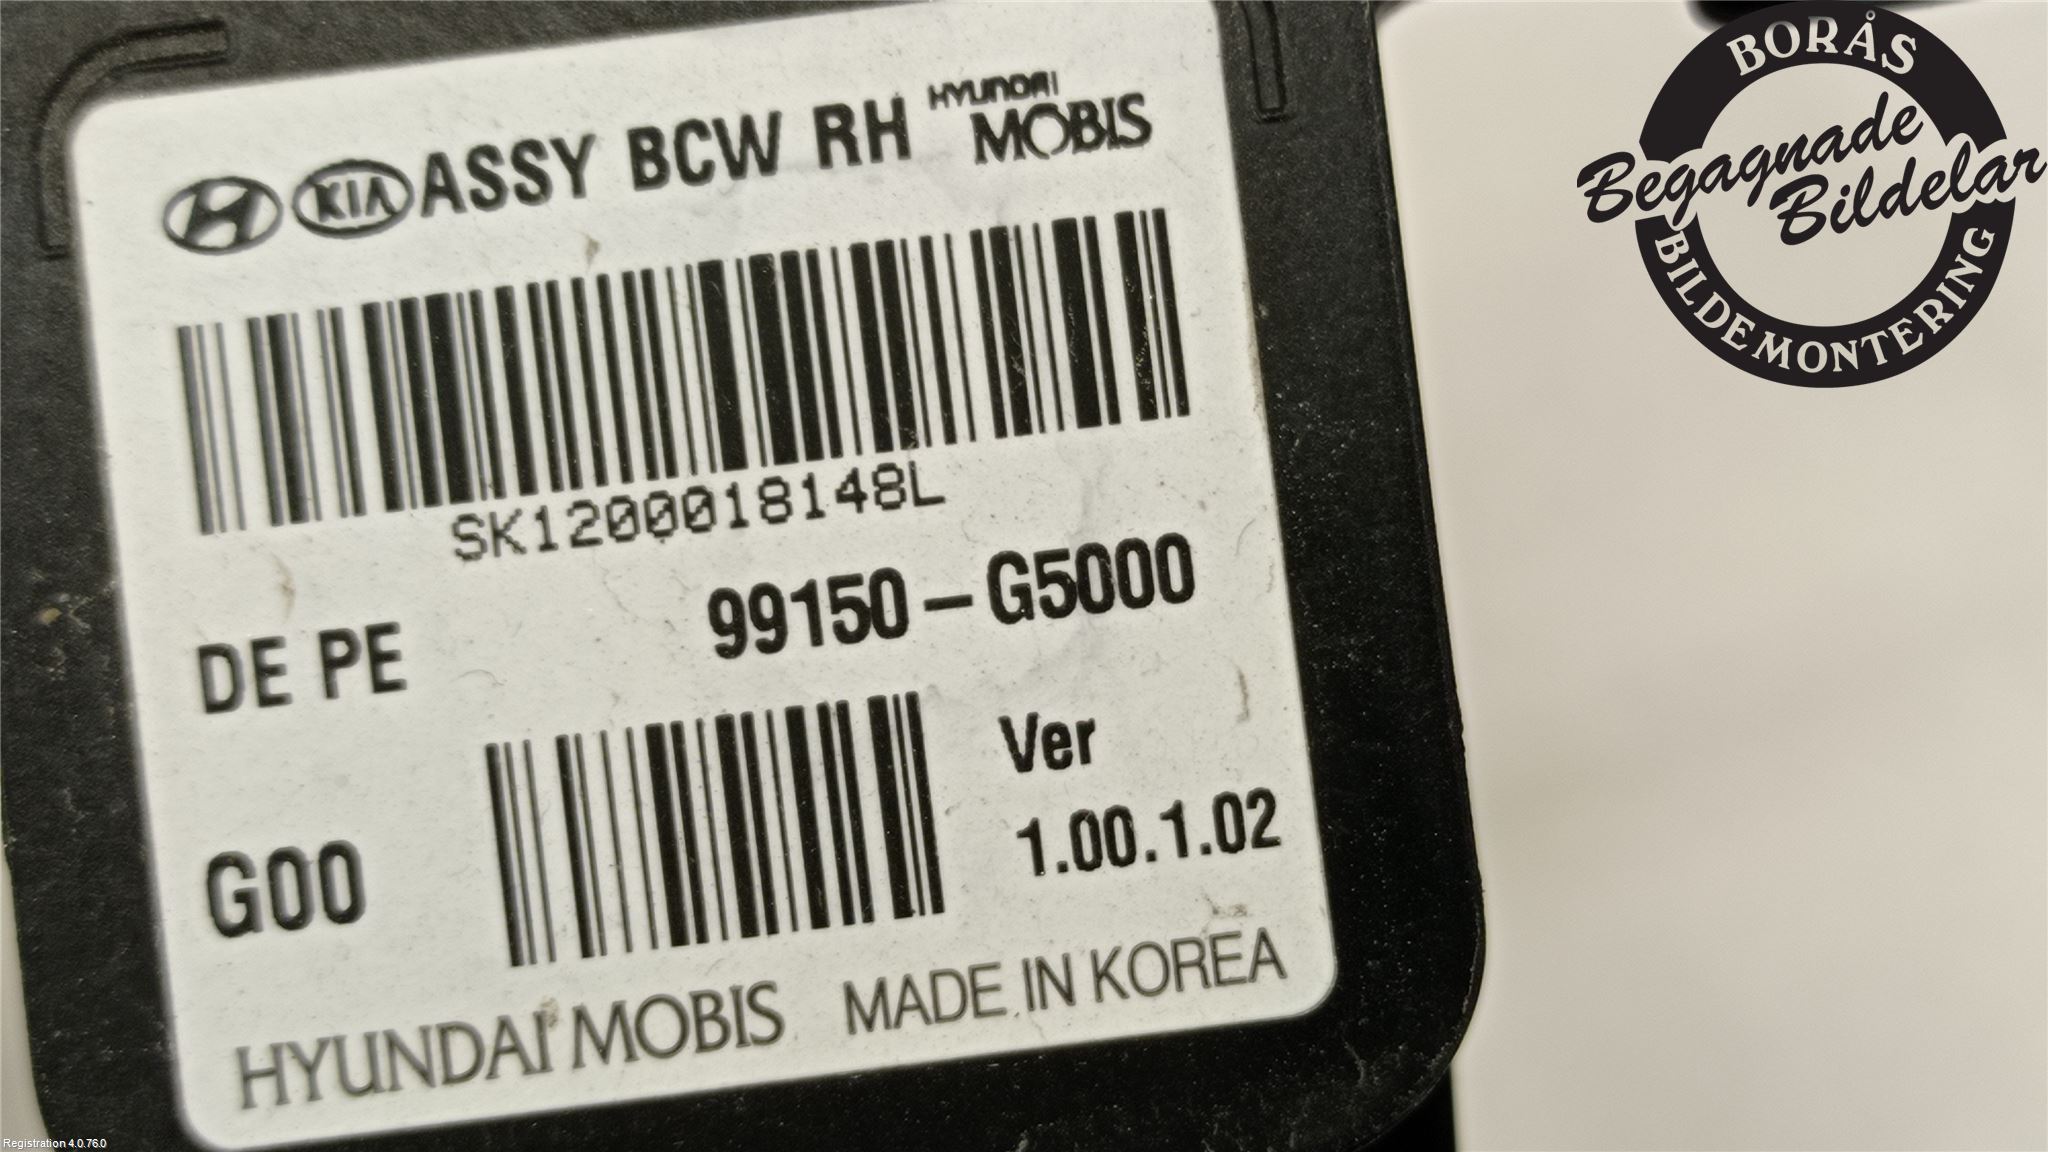 KIA ASSY BCW RH HYUNDAI MOBIS
SK1200018148L
DE PE 99150-G5000
Ver
G00 1.00.1.02
HYUNDAI MOBIS MADE IN KOREA
BORÅS
Begagnade
Bildelar
BILDEMONTERING
Registration 4.0.76.0